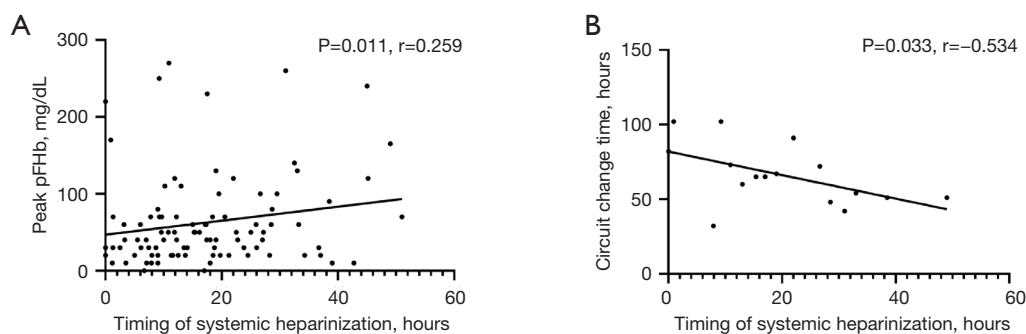 A
P=0.011, r=0.259
300
200
100
0
Peak pFHb, mg/dL
0 20 40 60
Timing of systemic heparinization, hours
B
P=0.033, r=−0.534
150
100
50
0
Circuit change time, hours
0 20 40 60
Timing of systemic heparinization, hours